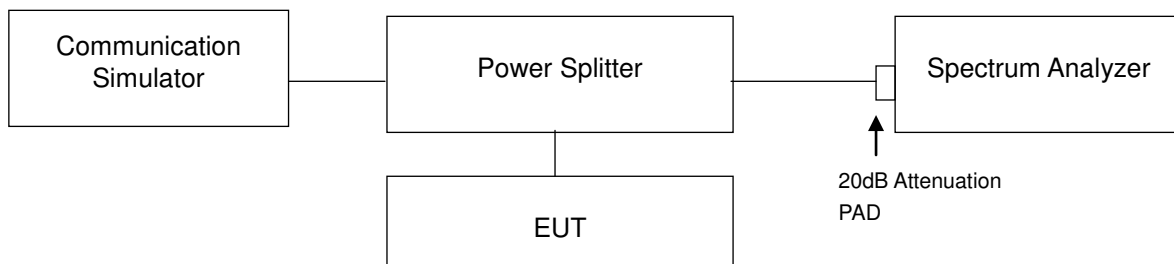 Communication
Simulator
Power Splitter
Spectrum Analyzer
20dB Attenuation
PAD
EUT